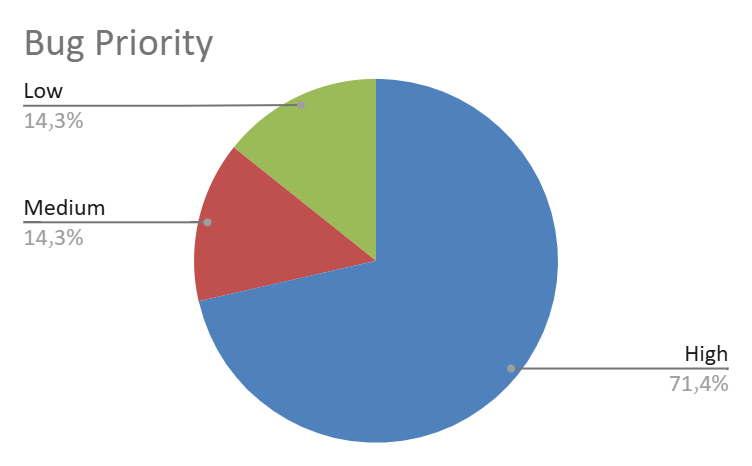 Bug Priority
Low
14,3%
Medium
14,3%
High
71,4%